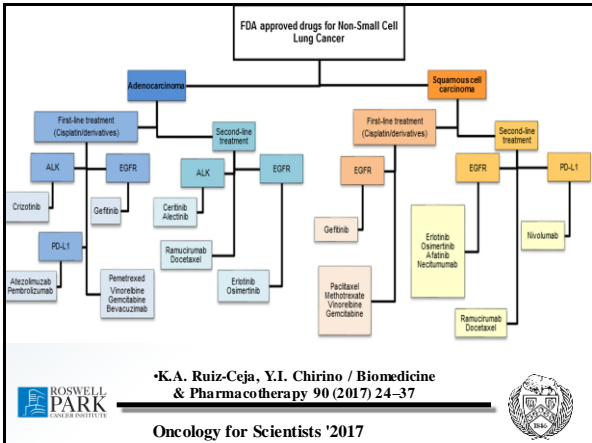 FDA approved drugs for Non-Small Cell
Lung Cancer
Adenocarcinoma
Squamous cell
carcinoma
First-line treatment
(Cisplatin/derivatives)
Second-line
treatment
First-line treatment
(Cisplatin/derivatives)
Second-line
treatment
ALK
EGFR
ALK
EGFR
EGFR
EGFR
PD-L1
Crizotinib
Gefitinib
Ceritinib
Alectinib
Gefitinib
Nivolumab
PD-L1
Ramucirumab
Docetaxel
Erlotinib
Osimertinib
Afatinib
Necitumumab
Atezolimuzab
Pembrolizumab
Pemetrexed
Vinorelbine
Gemcitabine
Bevacuzimab
Erlotinib
Osimertinib
Paclitaxel
Methotrexate
Vinorelbine
Gemcitabine
Ramucirumab
Docetaxel
•K.A. Ruiz-Ceja, Y.I. Chirino / Biomedicine
& Pharmacotherapy 90 (2017) 24–37
ROSWELL
PARK
CANCER INSTITUTE
Oncology for Scientists '2017
1846